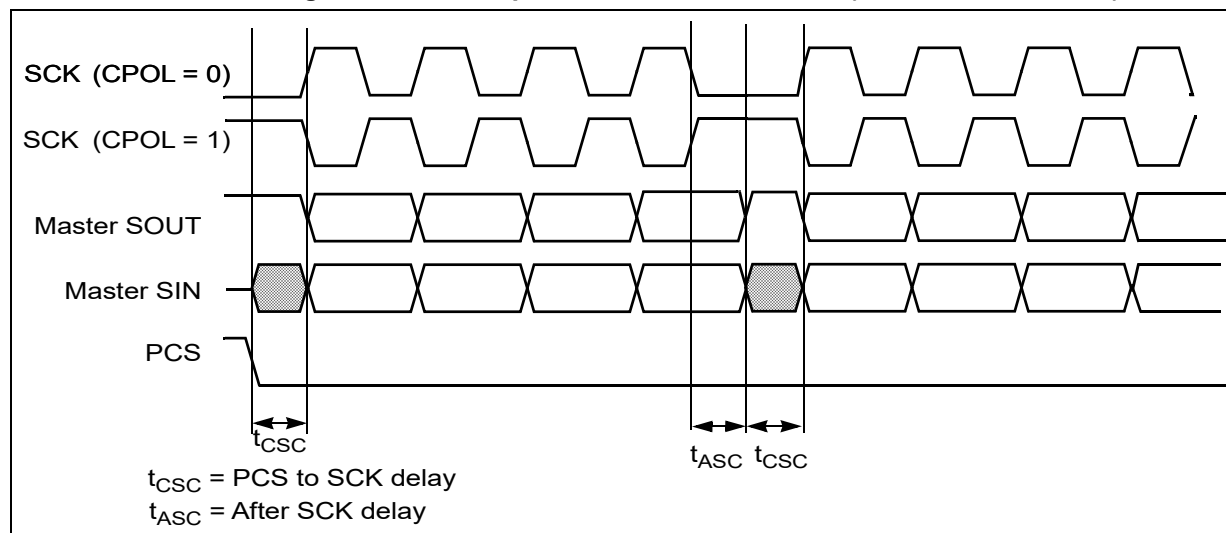 SCK (CPOL = 0)
SCK (CPOL = 1)
Master SOUT
Master SIN
PCS
tCSC
tASC
tCSC
tCSC = PCS to SCK delay
tASC = After SCK delay